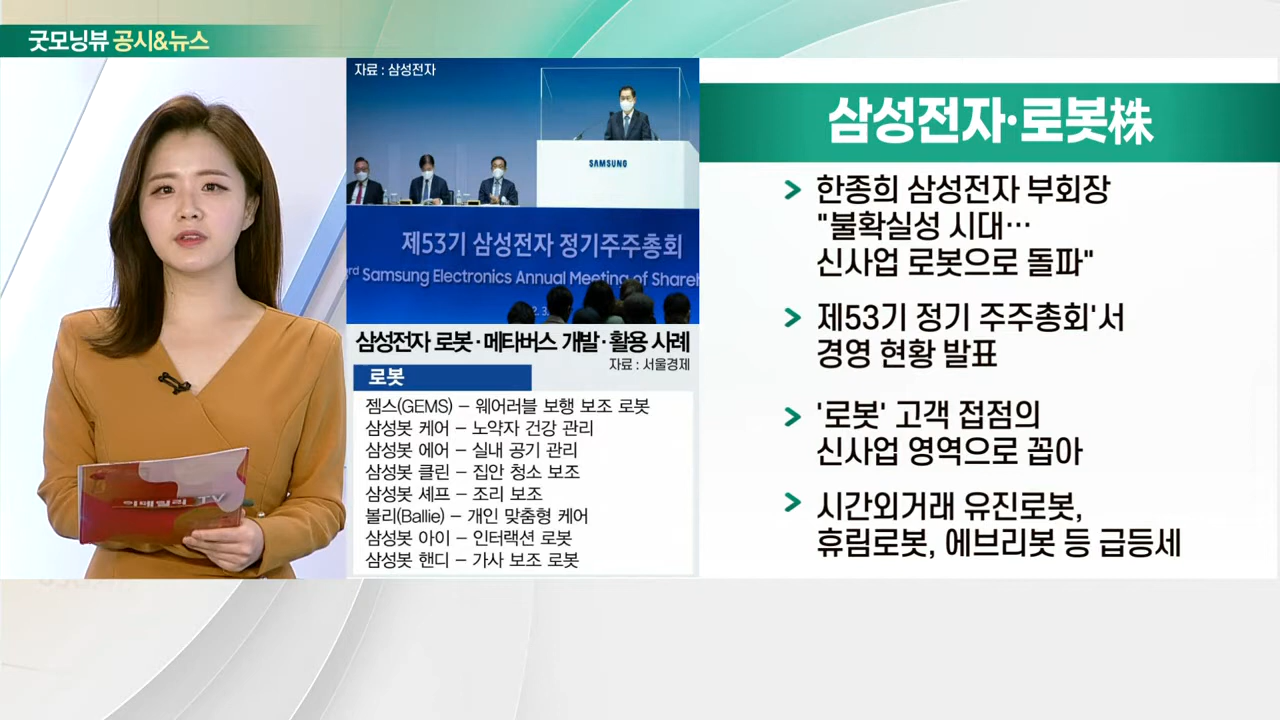 굿모닝뷰 공시&뉴스
자료 : 삼성전자
SAMSUNG
제53기 삼성전자 정기주주총회
rd Samsung Electronics Annual Meeting of Shareh
삼성전자 로봇·메타버스 개발·활용 사례
자료 : 서울경제
로봇
젬스(GEMS) – 웨어러블 보행 보조 로봇
삼성봇 케어 – 노약자 건강 관리
삼성봇 에어 – 실내 공기 관리
삼성봇 클린 – 집안 청소 보조
삼성봇 셰프 – 조리 보조
볼리(Ballie) – 개인 맞춤형 케어
삼성봇 아이 – 인터랙션 로봇
삼성봇 핸디 – 가사 보조 로봇
이데일리 TV
삼성전자·로봇株
> 한종희 삼성전자 부회장
"불확실성 시대…
신사업 로봇으로 돌파"
> 제53기 정기 주주총회'서
경영 현황 발표
> '로봇' 고객 접점의
신사업 영역으로 꼽아
> 시간외거래 유진로봇,
휴림로봇, 에브리봇 등 급등세